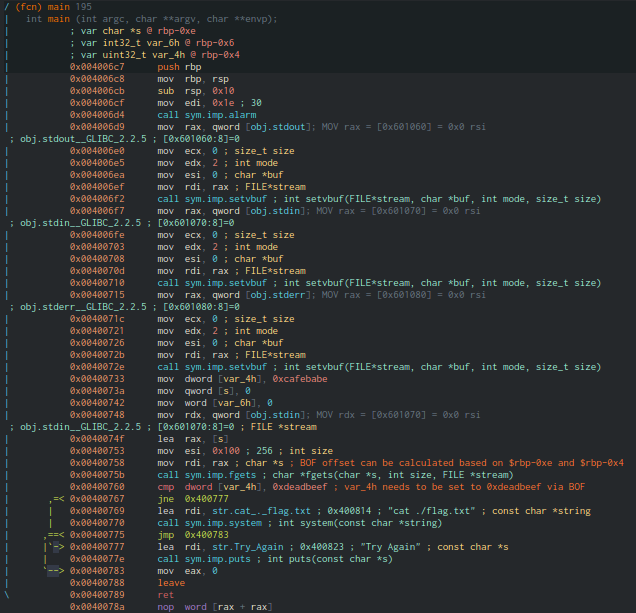 / (fcn) main 195
|   int main (int argc, char **argv, char **envp);
|           ; var char *s @ rbp-0xe
|           ; var int32_t var_6h @ rbp-0x6
|           ; var uint32_t var_4h @ rbp-0x4
|           0x004006c7      push rbp
|           0x004006c8      mov rbp, rsp
|           0x004006cb      sub rsp, 0x10
|           0x004006cf      mov edi, 0x1e ; 30
|           0x004006d4      call sym.imp.alarm
|           0x004006d9      mov rax, qword [obj.stdout]; MOV rax = [0x601060] = 0x0 rsi
; obj.stdout__GLIBC_2.2.5 ; [0x601060:8]=0
|           0x004006e0      mov ecx, 0 ; size_t size
|           0x004006e5      mov edx, 2 ; int mode
|           0x004006ea      mov esi, 0 ; char *buf
|           0x004006ef      mov rdi, rax ; FILE*stream
|           0x004006f2      call sym.imp.setvbuf ; int setvbuf(FILE*stream, char *buf, int mode, size_t size)
|           0x004006f7      mov rax, qword [obj.stdin]; MOV rax = [0x601070] = 0x0 rsi
; obj.stdin__GLIBC_2.2.5 ; [0x601070:8]=0
|           0x004006fe      mov ecx, 0 ; size_t size
|           0x00400703      mov edx, 2 ; int mode
|           0x00400708      mov esi, 0 ; char *buf
|           0x0040070d      mov rdi, rax ; FILE*stream
|           0x00400710      call sym.imp.setvbuf ; int setvbuf(FILE*stream, char *buf, int mode, size_t size)
|           0x00400715      mov rax, qword [obj.stderr]; MOV rax = [0x601080] = 0x0 rsi
; obj.stderr__GLIBC_2.2.5 ; [0x601080:8]=0
|           0x0040071c      mov ecx, 0 ; size_t size
|           0x00400721      mov edx, 2 ; int mode
|           0x00400726      mov esi, 0 ; char *buf
|           0x0040072b      mov rdi, rax ; FILE*stream
|           0x0040072e      call sym.imp.setvbuf ; int setvbuf(FILE*stream, char *buf, int mode, size_t size)
|           0x00400733      mov dword [var_4h], 0xcafebabe
|           0x0040073a      mov qword [s], 0
|           0x00400742      mov word [var_6h], 0
|           0x00400748      mov rdx, qword [obj.stdin]; MOV rdx = [0x601070] = 0x0 rsi
; obj.stdin__GLIBC_2.2.5 ; [0x601070:8]=0 ; FILE *stream
|           0x0040074f      lea rax, [s]
|           0x00400753      mov esi, 0x100 ; 256 ; int size
|           0x00400758      mov rdi, rax ; char *s ; BOF offset can be calculated based on $rbp-0xe and $rbp-0x4
|           0x0040075b      call sym.imp.fgets ; char *fgets(char *s, int size, FILE *stream)
|           0x00400760      cmp dword [var_4h], 0xdeadbeef ; var_4h needs to be set to 0xdeadbeef via BOF
|       ,=< 0x00400767      jne 0x400777
|       |   0x00400769      lea rdi, str.cat_._flag.txt ; 0x400814 ; "cat ./flag.txt" ; const char *string
|       |   0x00400770      call sym.imp.system ; int system(const char *string)
|      ,==< 0x00400775      jmp 0x400783
|      |`-> 0x00400777      lea rdi, str.Try_Again ; 0x400823 ; "Try Again" ; const char *s
|      |    0x0040077e      call sym.imp.puts ; int puts(const char *s)
|      `--> 0x00400783      mov eax, 0
|           0x00400788      leave
\           0x00400789      ret
            0x0040078a      nop word [rax + rax]